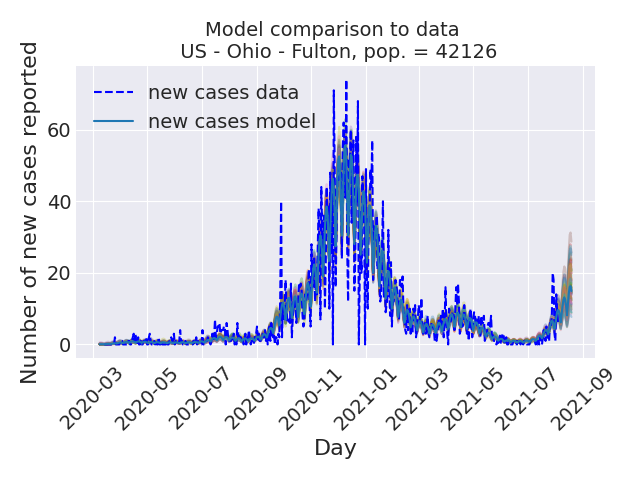 Model comparison to data
US - Ohio - Fulton, pop. = 42126
Number of new cases reported
new cases data
new cases model
60
40
20
0
2020-03
2020-05
2020-07
2020-09
2020-11
2021-01
2021-03
2021-05
2021-07
2021-09
Day